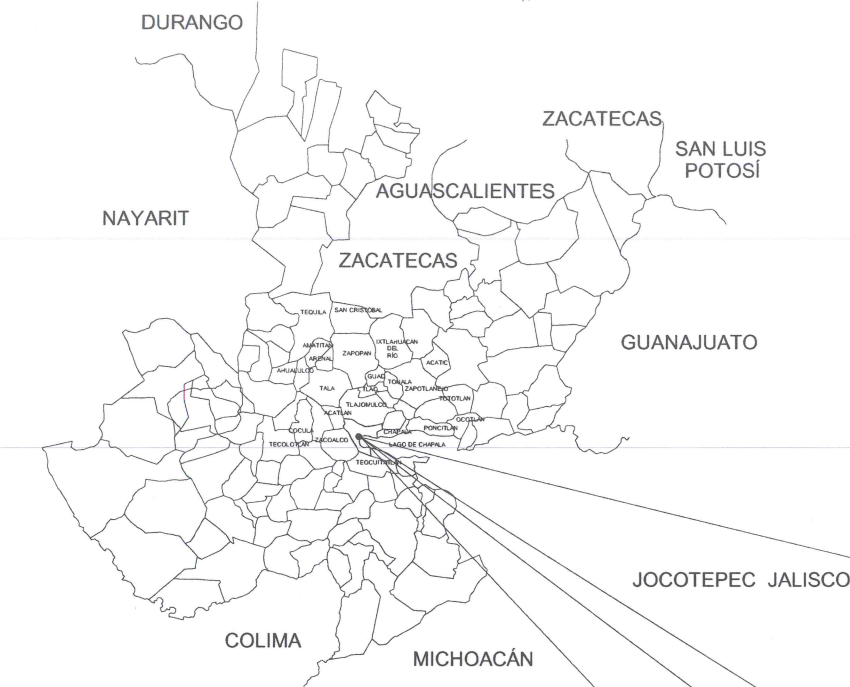 DURANGO
ZACATECAS
SAN LUIS
POTOSÍ
AGUASCALIENTES
NAYARIT
ZACATECAS
TEQUILA
SAN CRISTOBAL
GUANAJUATO
AMATITAN
ARENAL
ZAPOPAN
IXTLAHUACAN
DEL
RÍO
ACATIC
AHUALULCO
GUAD
TONALA
TALA
TLAQ
ZAPOTLANEJO
TOTOTLAN
TLAJOMULCO
ACATLAN
OCOTLAN
COCULA
CHAPALA
PONCITLAN
TECOLOTLAN
ZACOALCO
LAGO DE CHAPALA
TEOCUITATLAN
JOCOTEPEC JALISCO
COLIMA
MICHOACÁN